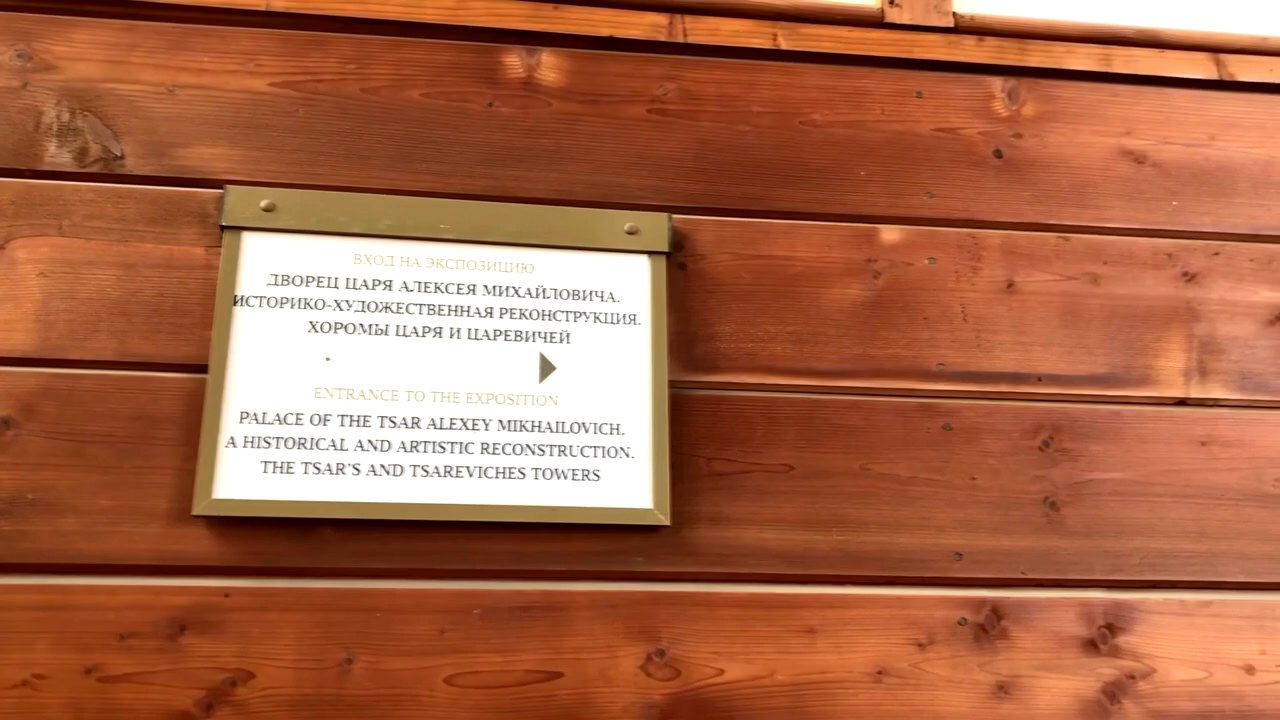 ВХОД НА ЭКСПОЗИЦИЮ
ДВОРЕЦ ЦАРЯ АЛЕКСЕЯ МИХАЙЛОВИЧА.
ИСТОРИКО-ХУДОЖЕСТВЕННАЯ РЕКОНСТРУКЦИЯ.
ХОРОМЫ ЦАРЯ И ЦАРЕВИЧЕЙ
ENTRANCE TO THE EXPOSITION
PALACE OF THE TSAR ALEXEY MIKHAILOVICH.
A HISTORICAL AND ARTISTIC RECONSTRUCTION.
THE TSAR'S AND TSAREVICHES TOWERS